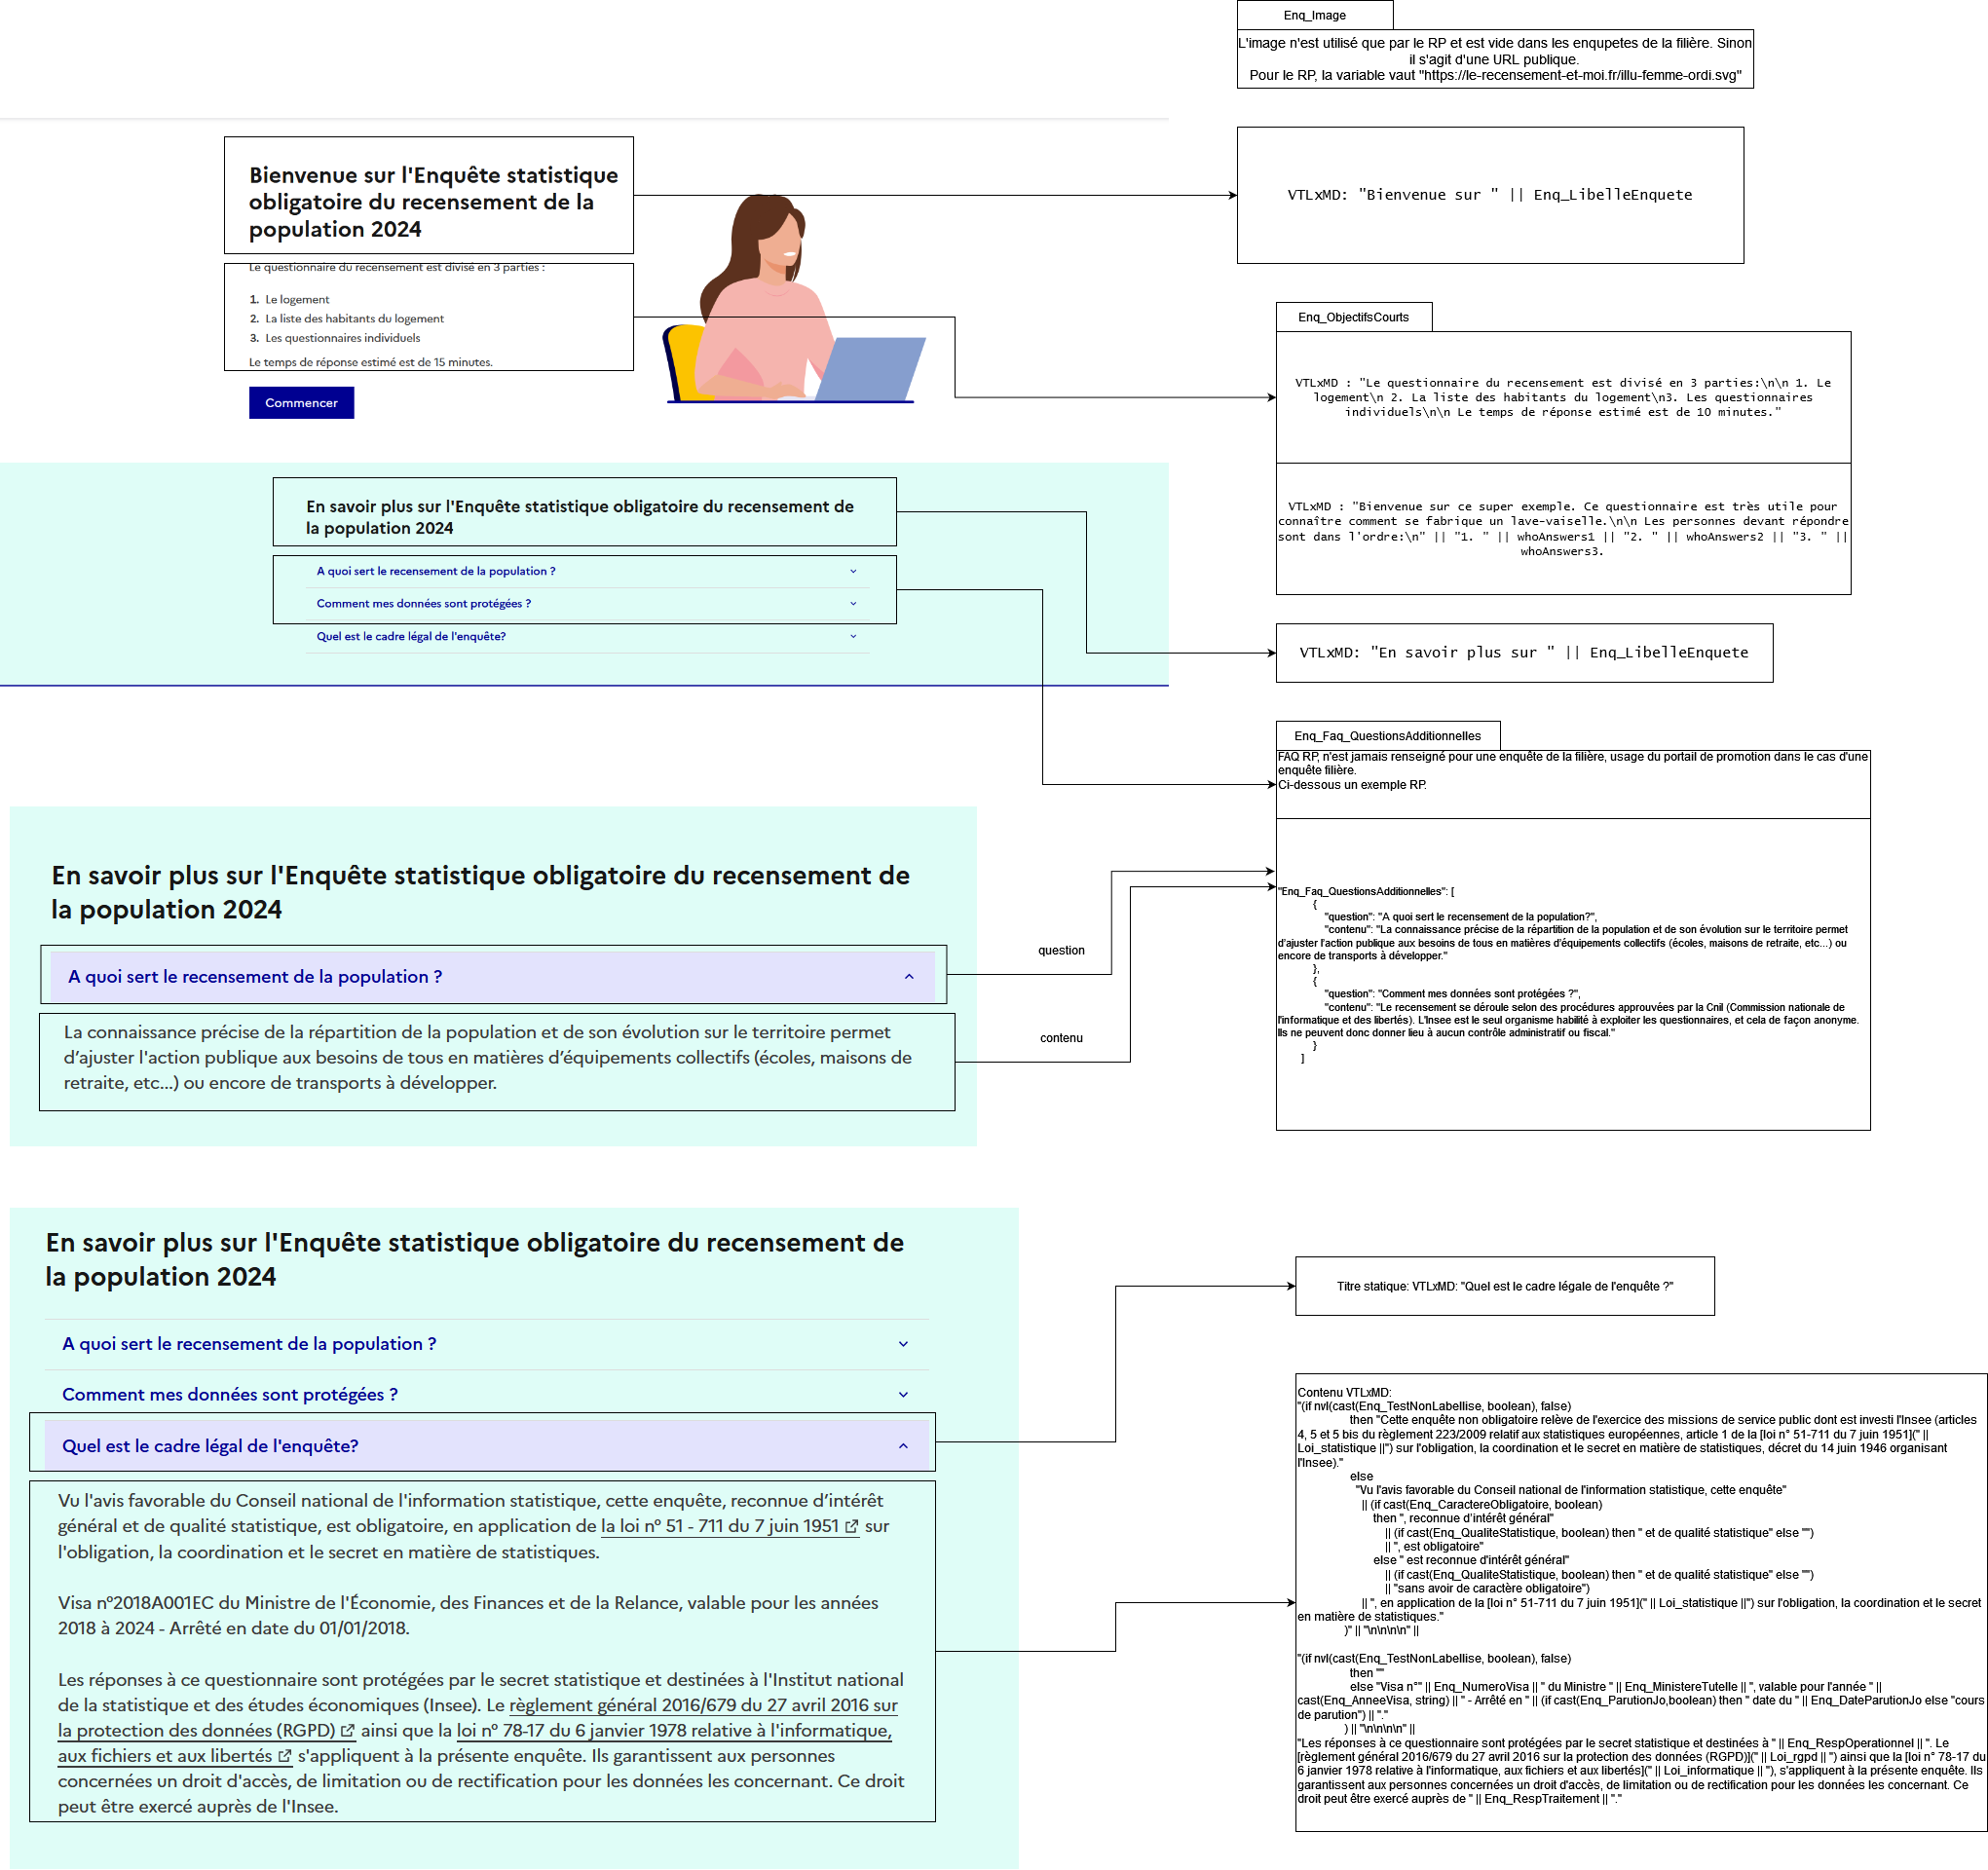 Enq_Image
L'image n'est utilisé que par le RP et est vide dans les enqupetes de la filière. Sinon
il s'agit d'une URL publique.
Pour le RP, la variable vaut "https://le-recensement-et-moi.fr/illu-femme-ordi.svg"
Bienvenue sur l'Enquête statistique
obligatoire du recensement de la
population 2024
VTLxMD: "Bienvenue sur " || Enq_LibelleEnquete
Le questionnaire du recensement est divisé en 3 parties :
1. Le logement
2. La liste des habitants du logement
3. Les questionnaires individuels
Le temps de réponse estimé est de 15 minutes.
Commencer
Enq_ObjectifsCourts
VTLxMD : "Le questionnaire du recensement est divisé en 3 parties:\n\n 1. Le
logement\n 2. La liste des habitants du logement\n3. Les questionnaires
individuels\n\n Le temps de réponse estimé est de 10 minutes."
VTLxMD : "Bienvenue sur ce super exemple. Ce questionnaire est très utile pour
connaître comment se fabrique un lave-vaiselle.\n\n Les personnes devant répondre
sont dans l'ordre:\n" || "1. " || whoAnswers1 || "2. " || whoAnswers2 || "3. " ||
whoAnswers3.
En savoir plus sur l'Enquête statistique obligatoire du recensement de
la population 2024
A quoi sert le recensement de la population ?
Comment mes données sont protégées ?
Quel est le cadre légal de l'enquête?
VTLxMD: "En savoir plus sur " || Enq_LibelleEnquete
Enq_Faq_QuestionsAdditionnelles
FAQ RP, n'est jamais renseigné pour une enquête de la filière, usage du portail de promotion dans le cas d'une
enquête filière.
Ci-dessous un exemple RP.
En savoir plus sur l'Enquête statistique obligatoire du recensement de
la population 2024
A quoi sert le recensement de la population ?
La connaissance précise de la répartition de la population et de son évolution sur le territoire permet
d’ajuster l'action publique aux besoins de tous en matières d’équipements collectifs (écoles, maisons de
retraite, etc...) ou encore de transports à développer.
question
contenu
"Enq_Faq_QuestionsAdditionnelles": [
{
"question": "A quoi sert le recensement de la population?",
"contenu": "La connaissance précise de la répartition de la population et de son évolution sur le territoire permet
d’ajuster l'action publique aux besoins de tous en matières d’équipements collectifs (écoles, maisons de retraite, etc...) ou
encore de transports à développer."
},
{
"question": "Comment mes données sont protégées ?",
"contenu": "Le recensement se déroule selon des procédures approuvées par la Cnil (Commission nationale de
l'informatique et des libertés). L'Insee est le seul organisme habilité à exploiter les questionnaires, et cela de façon anonyme.
Ils ne peuvent donc donner lieu à aucun contrôle administratif ou fiscal."
}
]
En savoir plus sur l'Enquête statistique obligatoire du recensement de
la population 2024
A quoi sert le recensement de la population ?
Comment mes données sont protégées ?
Quel est le cadre légal de l'enquête?
Vu l'avis favorable du Conseil national de l'information statistique, cette enquête, reconnue d’intérêt
général et de qualité statistique, est obligatoire, en application de la loi nº 51 - 711 du 7 juin 1951 sur
l'obligation, la coordination et le secret en matière de statistiques.
Visa nº2018A001EC du Ministre de l'Économie, des Finances et de la Relance, valable pour les années
2018 à 2024 - Arrêté en date du 01/01/2018.
Les réponses à ce questionnaire sont protégées par le secret statistique et destinées à l'Institut national
de la statistique et des études économiques (Insee). Le règlement général 2016/679 du 27 avril 2016 sur
la protection des données (RGPD) ainsi que la loi nº 78-17 du 6 janvier 1978 relative à l'informatique,
aux fichiers et aux libertés s'appliquent à la présente enquête. Ils garantissent aux personnes
concernées un droit d'accès, de limitation ou de rectification pour les données les concernant. Ce droit
peut être exercé auprès de l'Insee.
Titre statique: VTLxMD: "Quel est le cadre légale de l'enquête ?"
Contenu VTLxMD:
"(if nvl(cast(Enq_TestNonLabellise, boolean), false)
then "Cette enquête non obligatoire relève de l'exercice des missions de service public dont est investi l'Insee (articles
4, 5 et 5 bis du règlement 223/2009 relatif aux statistiques européennes, article 1 de la [loi n° 51-711 du 7 juin 1951](" ||
Loi_statistique ||") sur l'obligation, la coordination et le secret en matière de statistiques, décret du 14 juin 1946 organisant
l'Insee)."
else
"Vu l'avis favorable du Conseil national de l'information statistique, cette enquête"
|| (if cast(Enq_CaractereObligatoire, boolean)
then ", reconnue d’intérêt général"
|| (if cast(Enq_QualiteStatistique, boolean) then " et de qualité statistique" else "")
|| ", est obligatoire"
else " est reconnue d'intérêt général"
|| (if cast(Enq_QualiteStatistique, boolean) then " et de qualité statistique" else "")
|| "sans avoir de caractère obligatoire")
|| ", en application de la [loi n° 51-711 du 7 juin 1951](" || Loi_statistique ||") sur l'obligation, la coordination et le secret
en matière de statistiques."
)" || "\n\n\n\n" ||
"(if nvl(cast(Enq_TestNonLabellise, boolean), false)
then ""
else "Visa n°" || Enq_NumeroVisa || " du Ministre " || Enq_MinistereTutelle || ", valable pour l'année " ||
cast(Enq_AnneeVisa, string) || " - Arrêté en " || (if cast(Enq_ParutionJo,boolean) then " date du " || Enq_DateParutionJo else "cours
de parution") || "."
) || "\n\n\n\n" ||
"Les réponses à ce questionnaire sont protégées par le secret statistique et destinées à " || Enq_RespOperationnel || ". Le
[règlement général 2016/679 du 27 avril 2016 sur la protection des données (RGPD)](" || Loi_rgpd || ") ainsi que la [loi n° 78-17 du
6 janvier 1978 relative à l'informatique, aux fichiers et aux libertés](" || Loi_informatique || "), s'appliquent à la présente enquête. Ils
garantissent aux personnes concernées un droit d'accès, de limitation ou de rectification pour les données les concernant. Ce
droit peut être exercé auprès de " || Enq_RespTraitement || "."